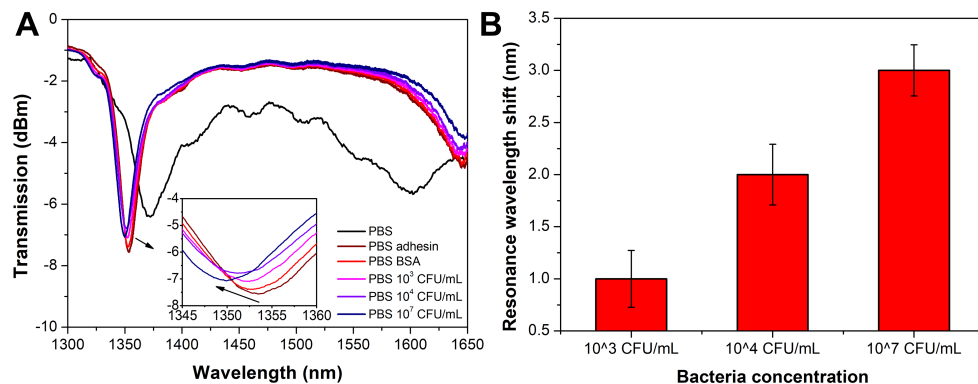 A
Transmission (dBm)
0
-2
-4
-6
-8
-10
1300 1350 1400 1450 1500 1550 1600 1650
Wavelength (nm)
-4
-5
-6
-7
-8
1345 1350 1355 1360
PBS
PBS adhesin
PBS BSA
PBS 10³ CFU/mL
PBS 10⁴ CFU/mL
PBS 10⁷ CFU/mL
B
Resonance wavelength shift (nm)
3.5
3.0
2.5
2.0
1.5
1.0
0.5
10^3 CFU/mL 10^4 CFU/mL 10^7 CFU/mL
Bacteria concentration